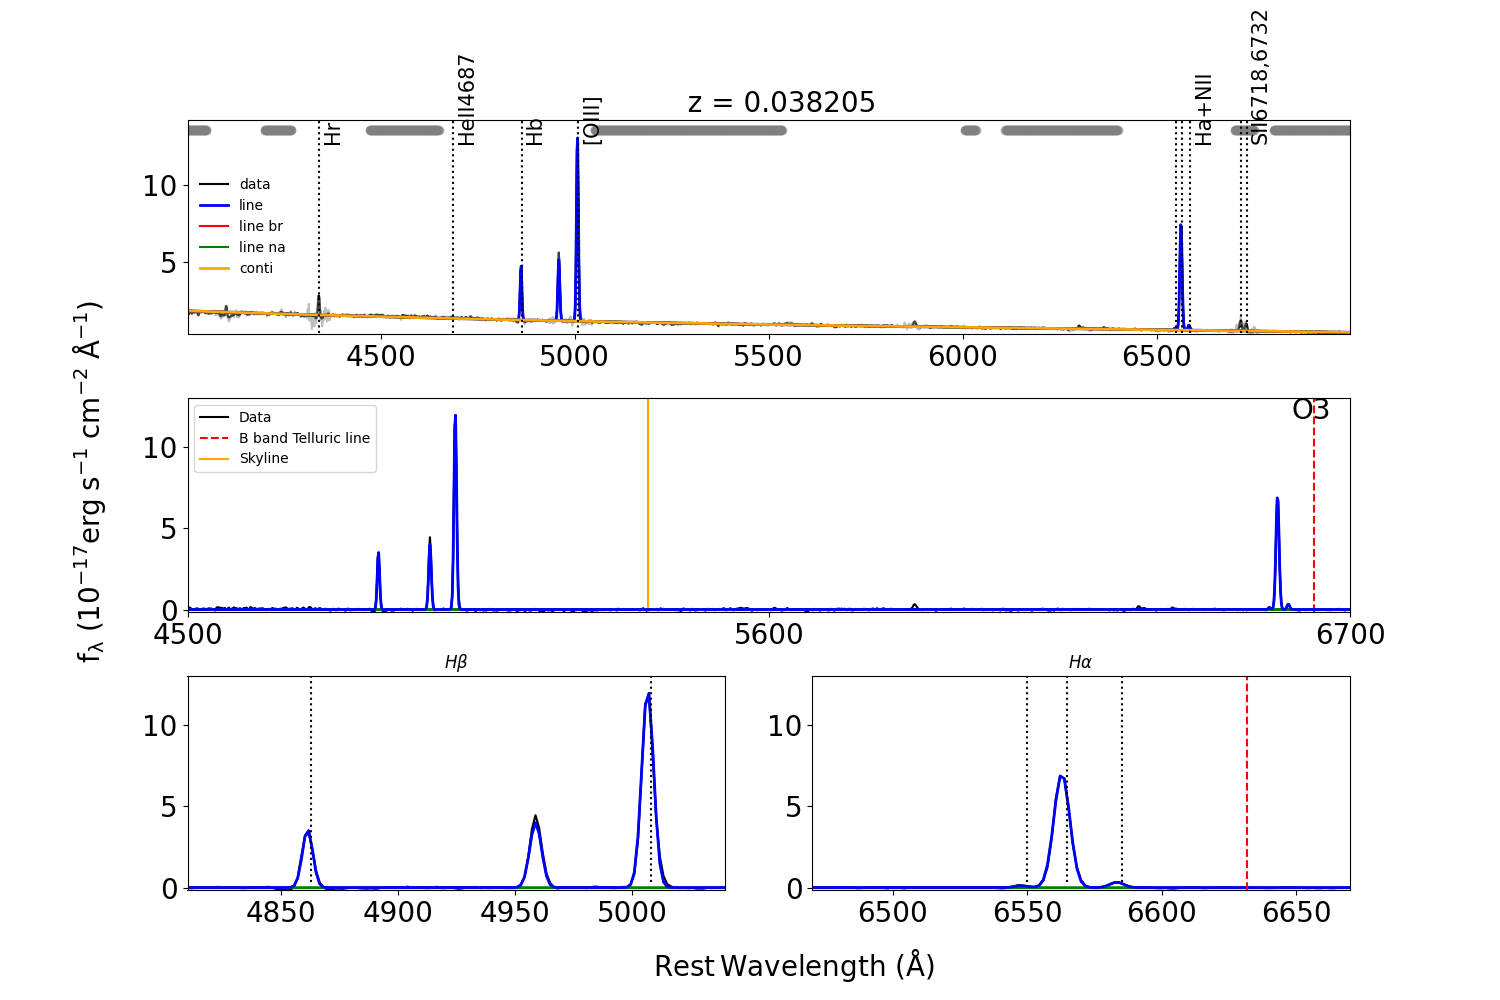 z = 0.038205
Hr
HeII4687
Hb
[OIII]
Ha+NII
SII6718,6732
10
5
data
line
line br
line na
conti
4500 5000 5500 6000 6500
fλ (10⁻¹⁷erg s⁻¹ cm⁻² Å⁻¹)
10
5
0
Data
B band Telluric line
Skyline
O3
4500 5600 6700
Hβ
10
5
0
4850 4900 4950 5000
Hα
10
5
0
6500 6550 6600 6650
Rest Wavelength (Å)